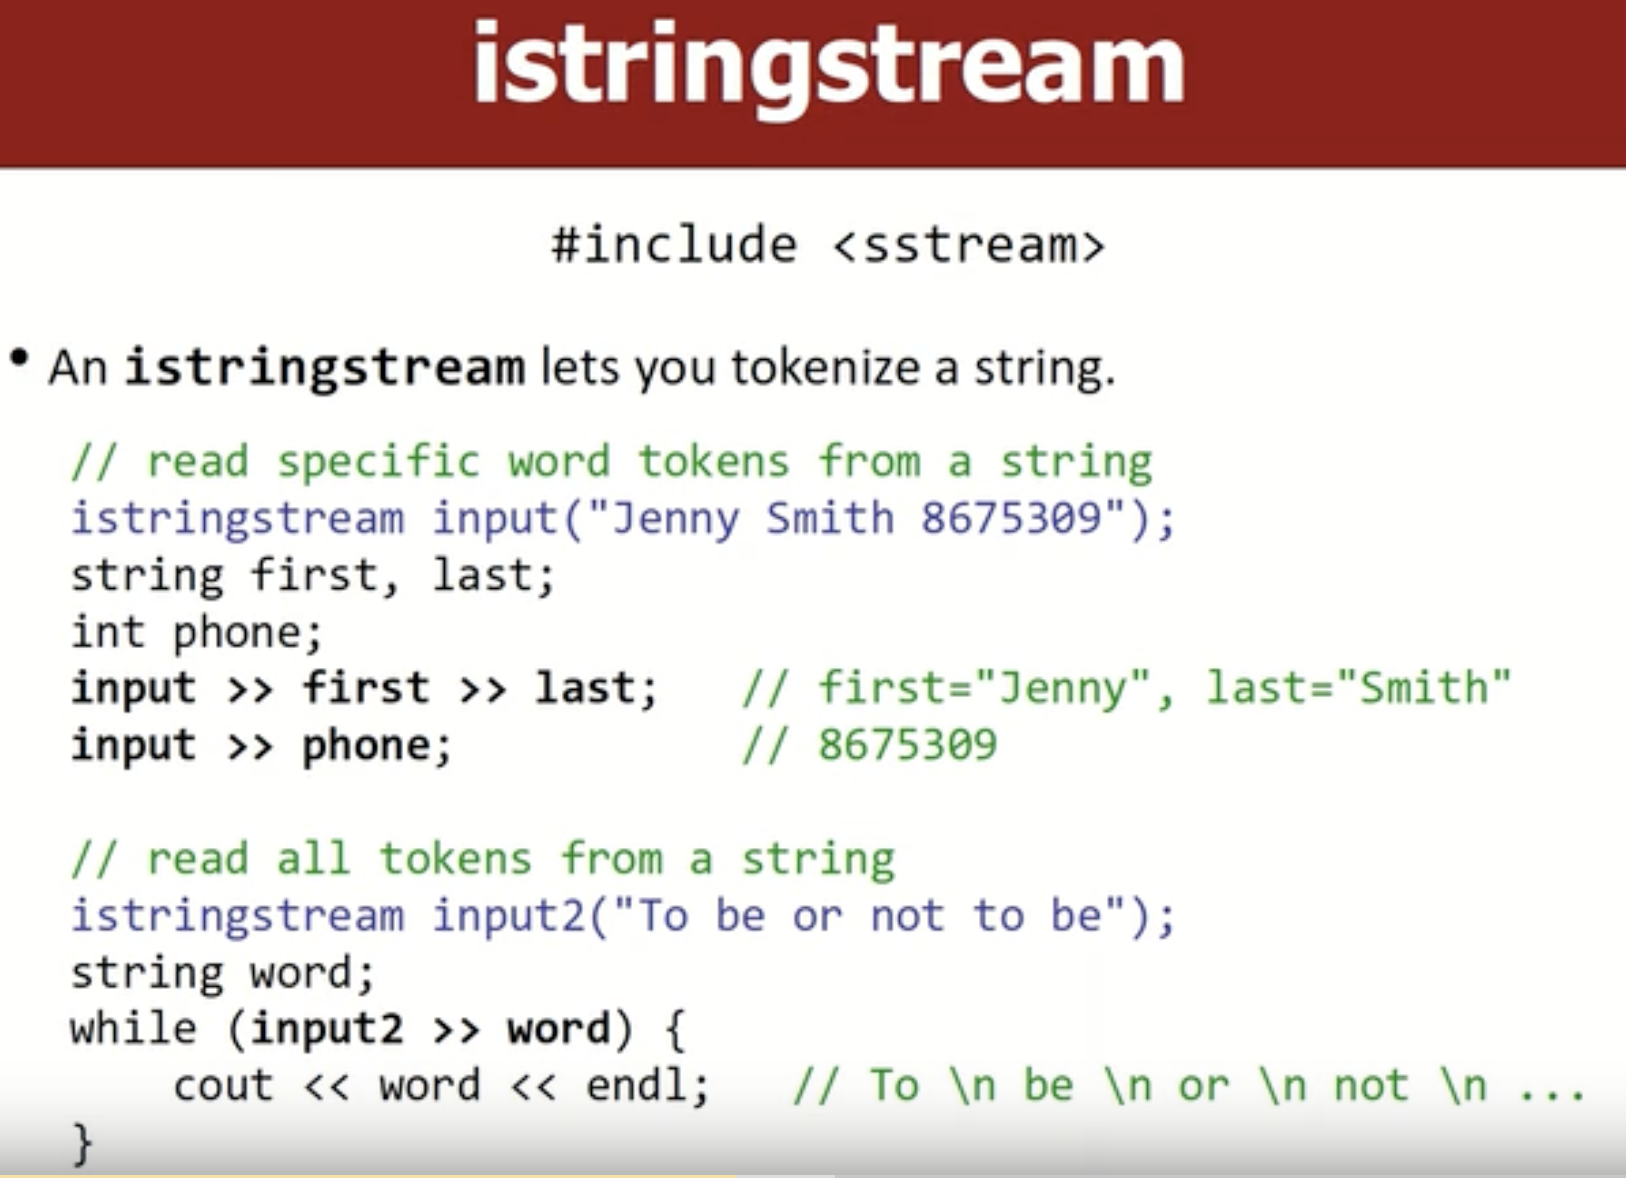 istringstream
#include <sstream>
• An istringstream lets you tokenize a string.
// read specific word tokens from a string
istringstream input("Jenny Smith 8675309");
string first, last;
int phone;
input >> first >> last;   // first="Jenny", last="Smith"
input >> phone;           // 8675309
// read all tokens from a string
istringstream input2("To be or not to be");
string word;
while (input2 >> word) {
    cout << word << endl;   // To \n be \n or \n not \n ...
}